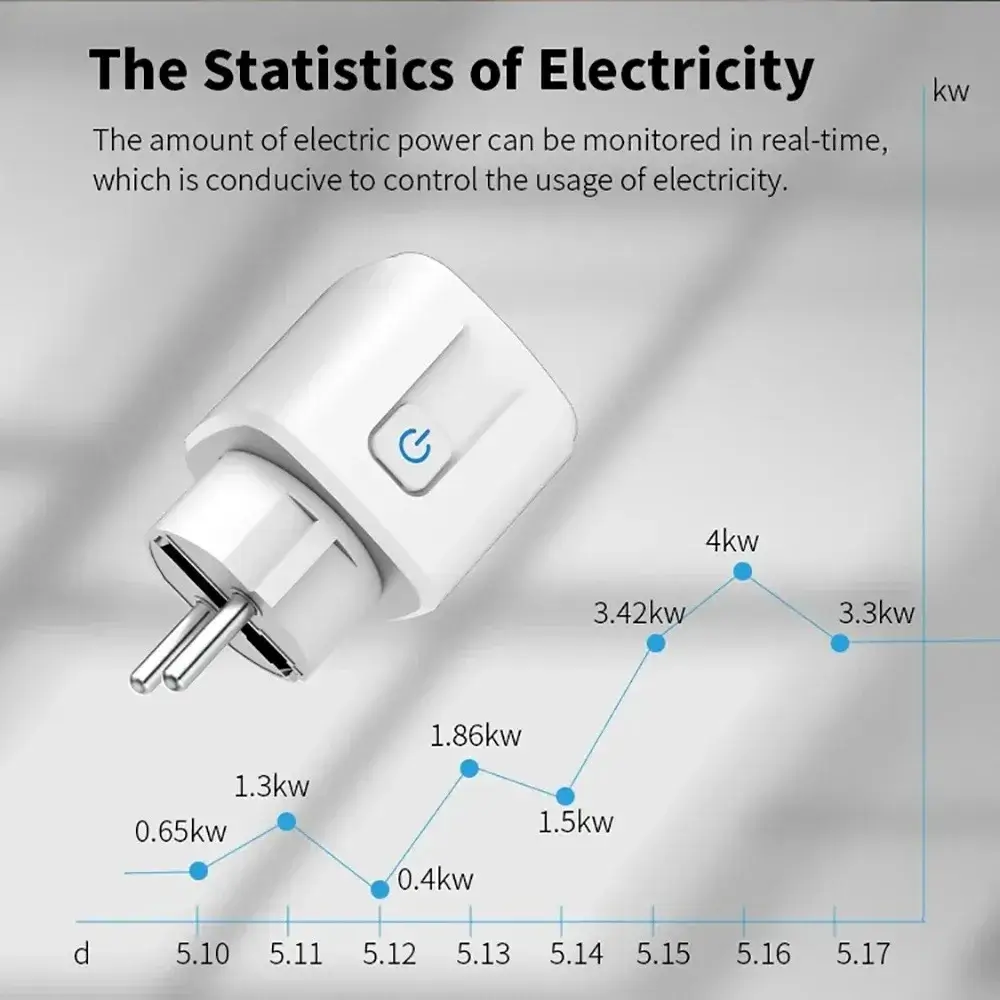 The Statistics of Electricity
kw
The amount of electric power can be monitored in real-time,
which is conducive to control the usage of electricity.
4kw
3.42kw
3.3kw
1.86kw
1.3kw
1.5kw
0.65kw
0.4kw
d 5.10 5.11 5.12 5.13 5.14 5.15 5.16 5.17